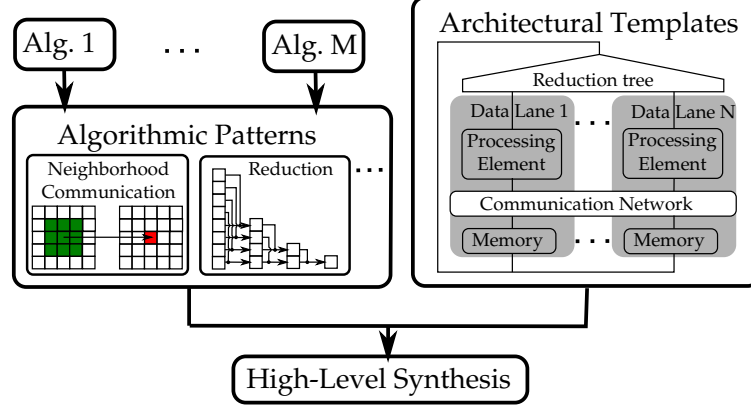 Alg. 1
. . .
Alg. M
Algorithmic Patterns
Neighborhood
Communication
Reduction
...
Architectural Templates
Reduction tree
Data Lane 1
. . .
Data Lane N
Processing
Element
Processing
Element
Communication Network
Memory
. . .
Memory
High-Level Synthesis